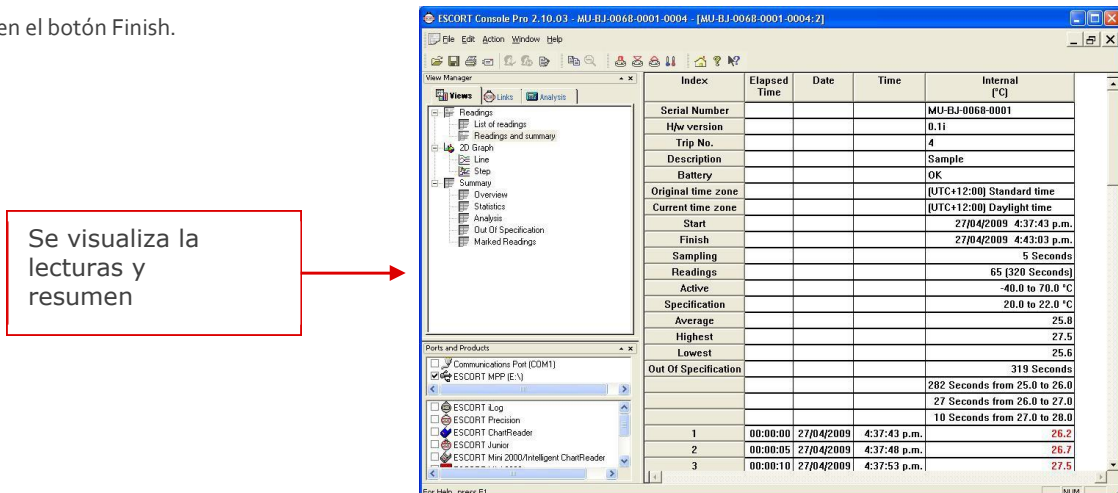 en el botón Finish.
Se visualiza la
lecturas y
resumen
ESCORT Console Pro 2.10.03 - MU-BJ-0068-0001-0004 - [MU-BJ-0068-0001-0004:2]
File Edit Action Window Help
View Manager
Views Links Analysis
Readings
List of readings
Readings and summary
2D Graph
Line
Step
Summary
Overview
Statistics
Analysis
Out Of Specification
Marked Readings
Ports and Products
Communications Port (COM1)
ESCORT MPP (E:\)
ESCORT iLog
ESCORT Precision
ESCORT ChartReader
ESCORT Junior
ESCORT Mini 2000/Intelligent ChartReader
Index Elapsed Time Date Time Internal (°C)
Serial Number MU-BJ-0068-0001
H/w version 0.1i
Trip No. 4
Description Sample
Battery OK
Original time zone (UTC+12:00) Standard time
Current time zone (UTC+12:00) Daylight time
Start 27/04/2009 4:37:43 p.m.
Finish 27/04/2009 4:43:03 p.m.
Sampling 5 Seconds
Readings 65 (320 Seconds)
Active -40.0 to 70.0 °C
Specification 20.0 to 22.0 °C
Average 25.8
Highest 27.5
Lowest 25.6
Out Of Specification 319 Seconds
282 Seconds from 25.0 to 26.0
27 Seconds from 26.0 to 27.0
10 Seconds from 27.0 to 28.0
1 00:00:00 27/04/2009 4:37:43 p.m. 26.2
2 00:00:05 27/04/2009 4:37:48 p.m. 26.7
3 00:00:10 27/04/2009 4:37:53 p.m. 27.5
For Help, press F1
NUM